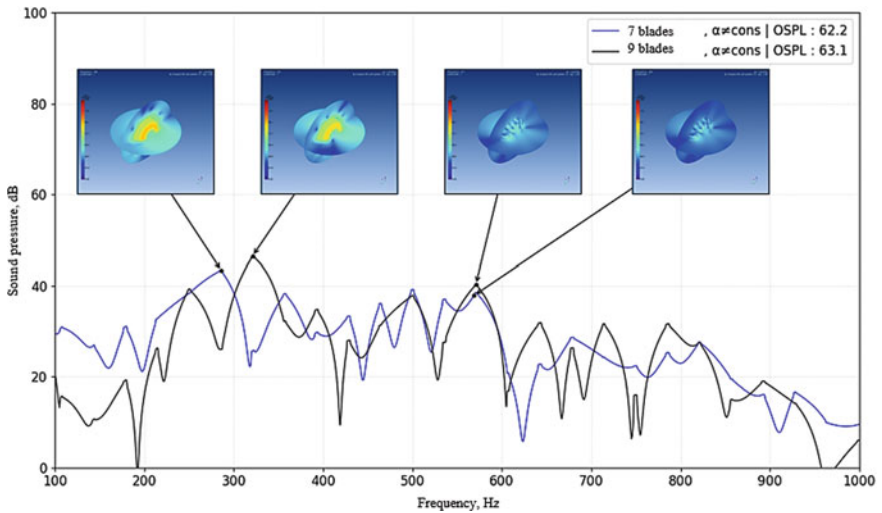 100
80
60
40
20
0
Sound pressure, dB
7 blades , α≠cons | OSPL : 62.2
9 blades , α≠cons | OSPL : 63.1
100 200 300 400 500 600 700 800 900 1000
Frequency, Hz